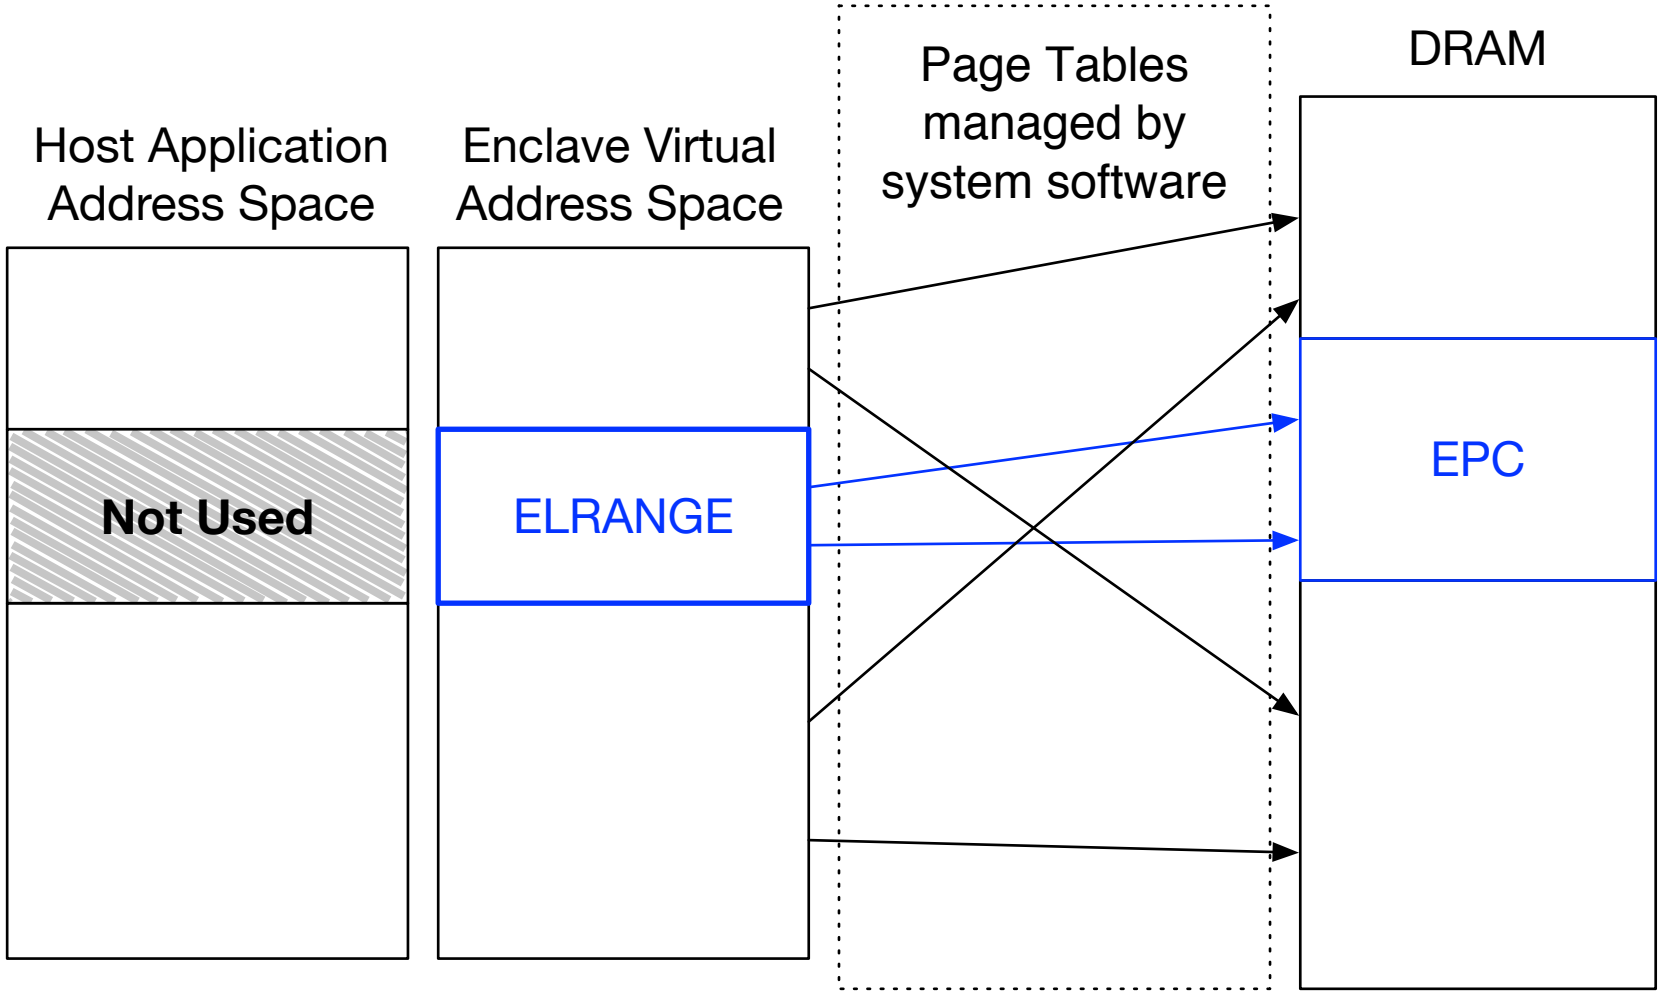 Host Application
Address Space
Enclave Virtual
Address Space
Page Tables
managed by
system software
DRAM
Not Used
ELRANGE
EPC